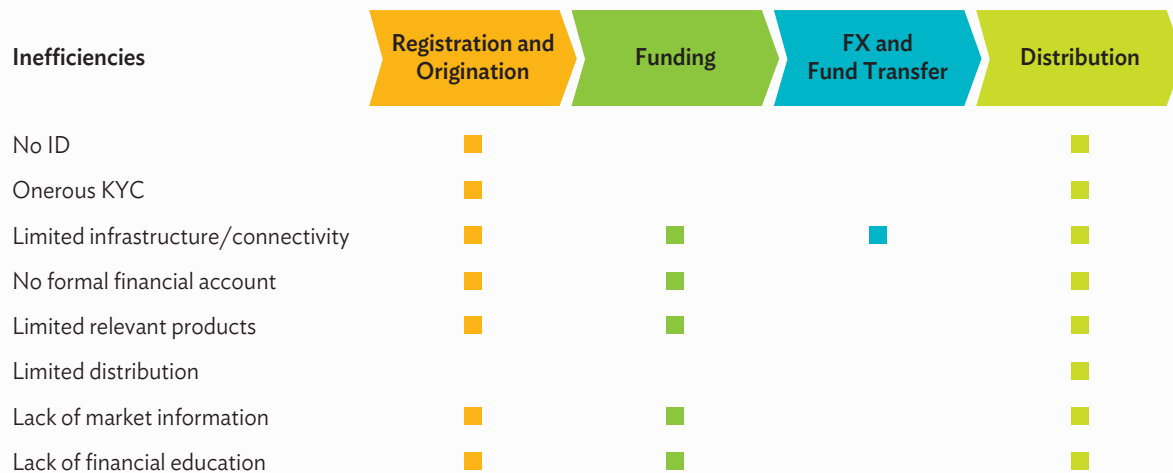 Inefficiencies
Registration and
Origination
Funding
FX and
Fund Transfer
Distribution
No ID
Onerous KYC
Limited infrastructure/connectivity
No formal financial account
Limited relevant products
Limited distribution
Lack of market information
Lack of financial education